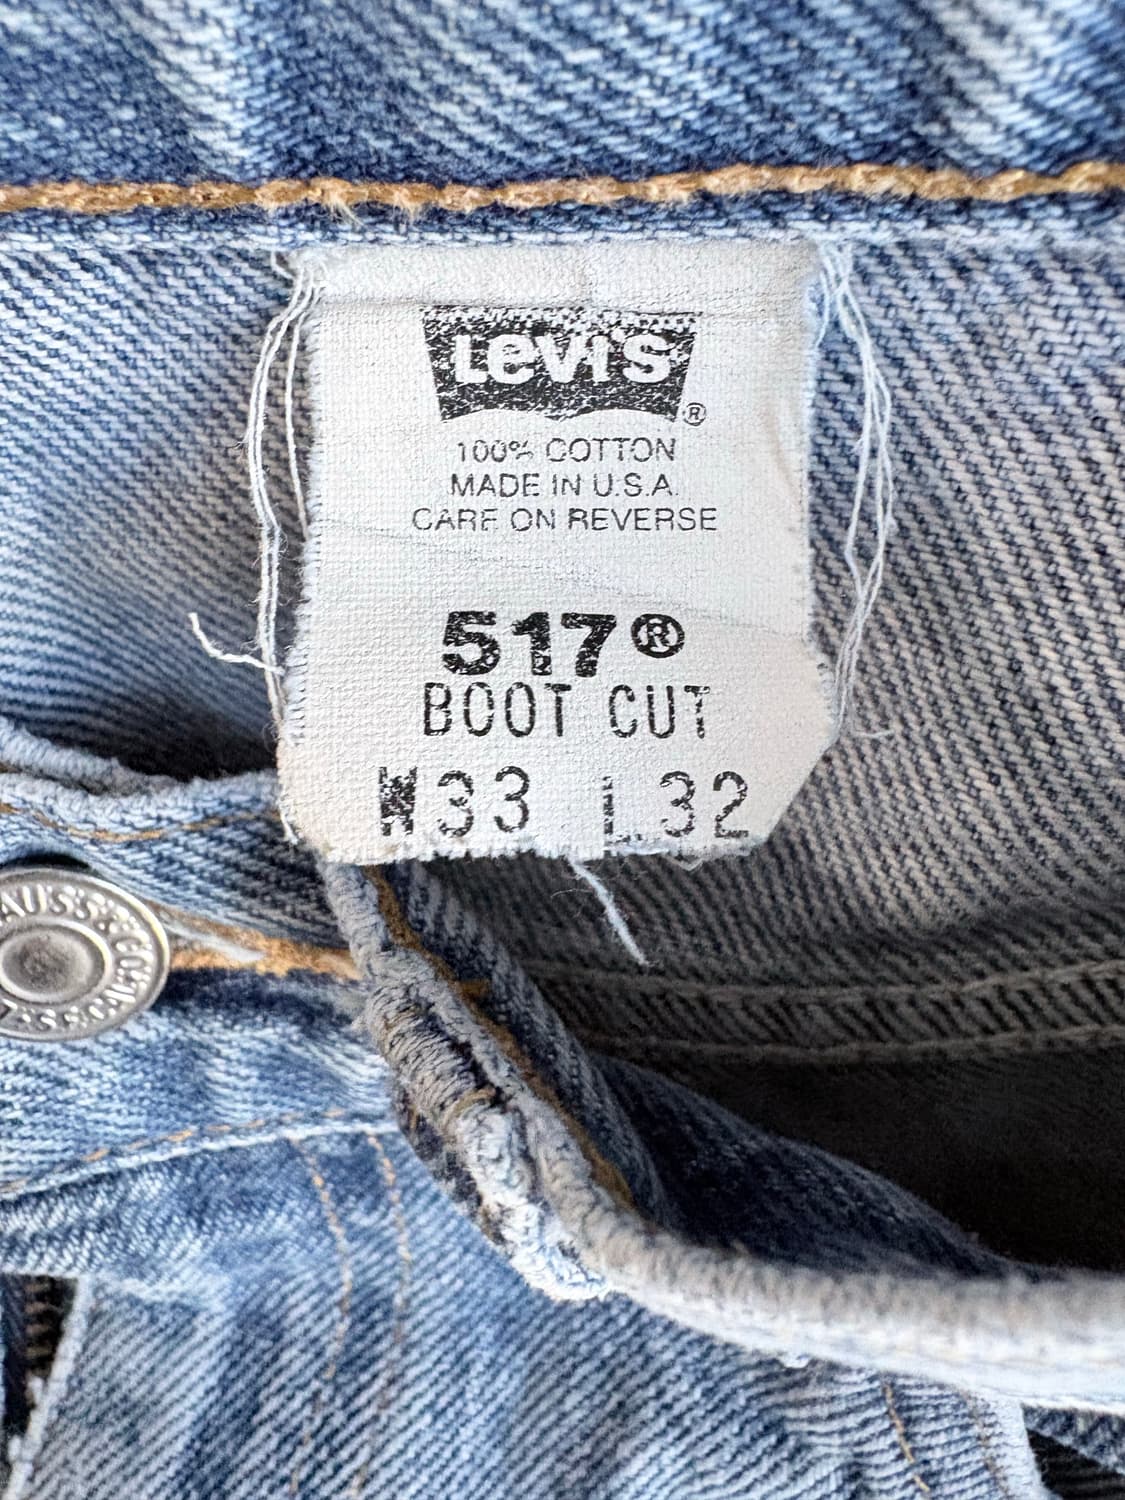 LEVI'S ®
100% COTTON
MADE IN U.S.A.
CARE ON REVERSE
517®
BOOT CUT
W33 L32